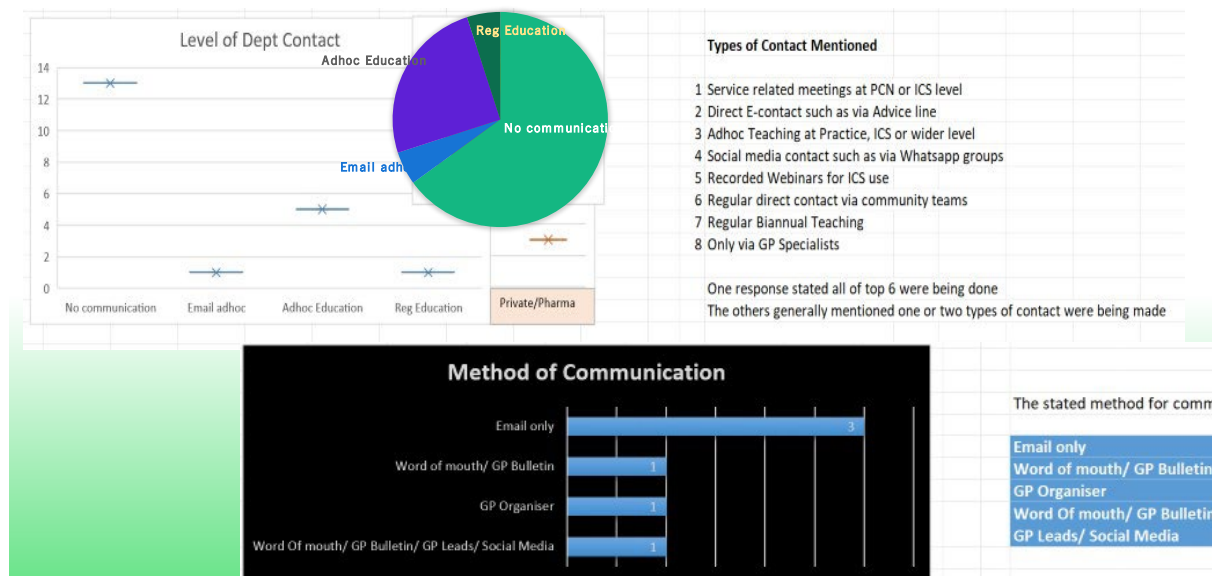 Level of Dept Contact
14
12
10
8
6
4
2
0
No communication
Email adhoc
Adhoc Education
Reg Education
Private/Pharma
Reg Education
Adhoc Education
No communicati
Email adho
Types of Contact Mentioned
1 Service related meetings at PCN or ICS level
2 Direct E-contact such as via Advice line
3 Adhoc Teaching at Practice, ICS or wider level
4 Social media contact such as via Whatsapp groups
5 Recorded Webinars for ICS use
6 Regular direct contact via community teams
7 Regular Biannual Teaching
8 Only via GP Specialists
One response stated all of top 6 were being done
The others generally mentioned one or two types of contact were being made
Method of Communication
Email only
3
Word of mouth/ GP Bulletin
1
GP Organiser
1
Word Of mouth/ GP Bulletin/ GP Leads/ Social Media
1
The stated method for comm
Email only
Word of mouth/ GP Bulletin
GP Organiser
Word Of mouth/ GP Bulletin
GP Leads/ Social Media